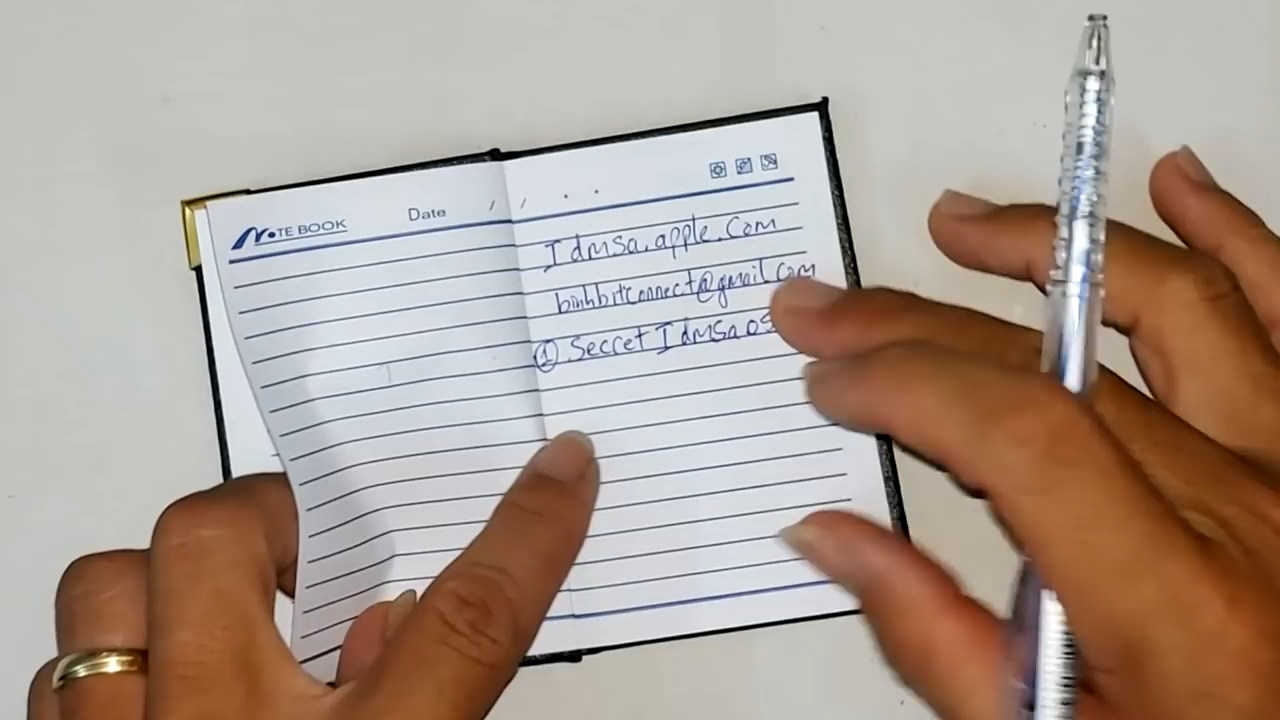 NOTE BOOK
Date / /
Idmsa.apple.com
binhbitconnect@gmail.com
① Secret Idmsa